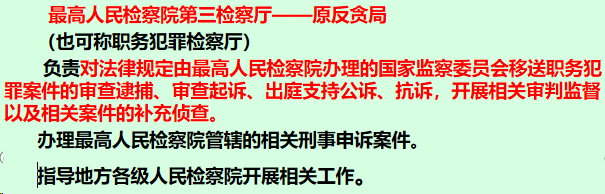 最高人民检察院第三检察厅——原反贪局
（也可称职务犯罪检察厅）
负责对法律规定由最高人民检察院办理的国家监察委员会移送职务犯
罪案件的审查逮捕、审查起诉、出庭支持公诉、抗诉，开展相关审判监督
以及相关案件的补充侦查。
办理最高人民检察院管辖的相关刑事申诉案件。
指导地方各级人民检察院开展相关工作。